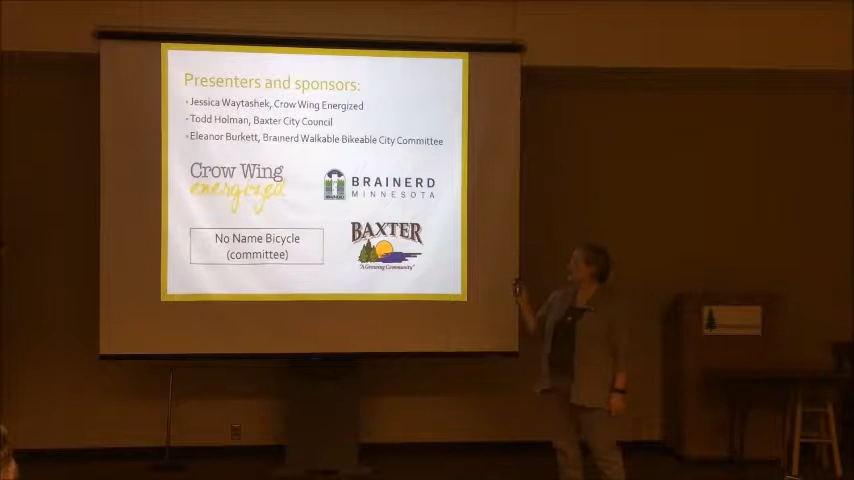 Presenters and sponsors:
• Jessica Waytashek, Crow Wing Energized
• Todd Holman, Baxter City Council
• Eleanor Burkett, Brainerd Walkable Bikeable City Committee
Crow Wing
energized
BRAINERD
MINNESOTA
No Name Bicycle
(committee)
BAXTER
"A Growing Community"